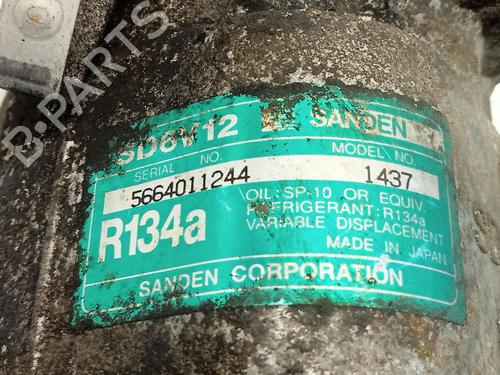 B-PARTS
SD6V12 SANDEN
SERIAL NO. MODEL NO.
5664011244 1437
R134a
OIL: SP-10 OR EQUIV.
REFRIGERANT: R134a
VARIABLE DISPLACEMENT
MADE IN JAPAN
SANDEN CORPORATION